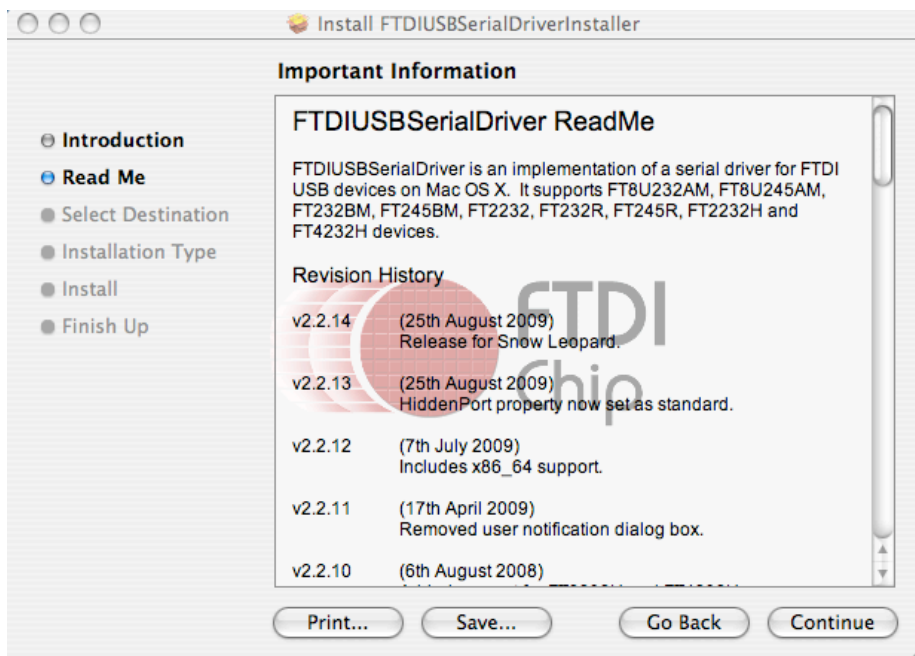 Install FTDIUSBSerialDriverInstaller
Important Information
Introduction
Read Me
Select Destination
Installation Type
Install
Finish Up
FTDIUSBSerialDriver ReadMe
FTDIUSBSerialDriver is an implementation of a serial driver for FTDI
USB devices on Mac OS X.  It supports FT8U232AM, FT8U245AM,
FT232BM, FT245BM, FT2232, FT232R, FT245R, FT2232H and
FT4232H devices.
Revision History
FTDI
Chip
v2.2.14 (25th August 2009)
Release for Snow Leopard.
v2.2.13 (25th August 2009)
HiddenPort property now set as standard.
v2.2.12 (7th July 2009)
Includes x86_64 support.
v2.2.11 (17th April 2009)
Removed user notification dialog box.
v2.2.10 (6th August 2008)
Print... Save... Go Back Continue